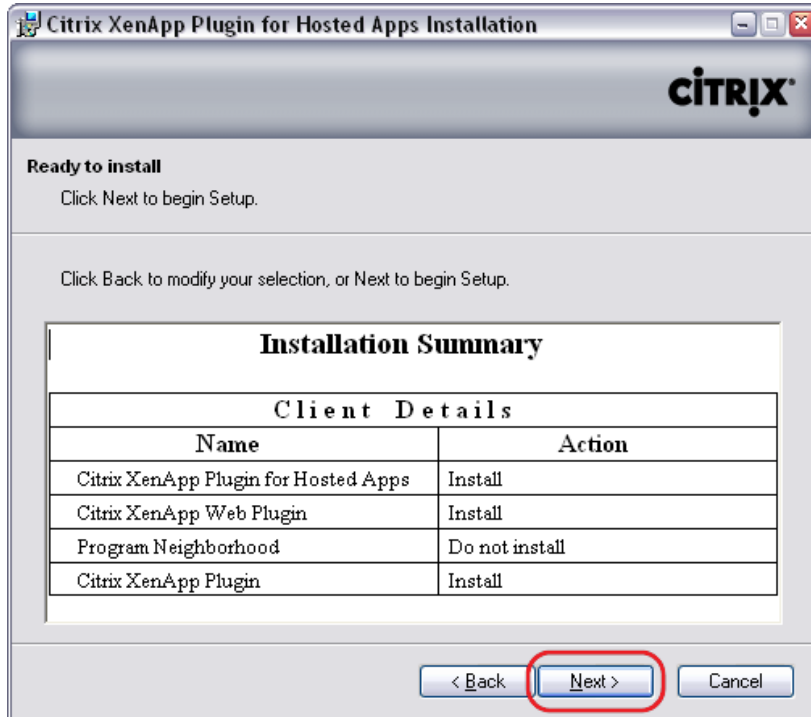 Citrix XenApp Plugin for Hosted Apps Installation
CİTRIX
Ready to install
Click Next to begin Setup.
Click Back to modify your selection, or Next to begin Setup.
Installation Summary
Client Details
Name Action
Citrix XenApp Plugin for Hosted Apps Install
Citrix XenApp Web Plugin Install
Program Neighborhood Do not install
Citrix XenApp Plugin Install
< Back Next > Cancel